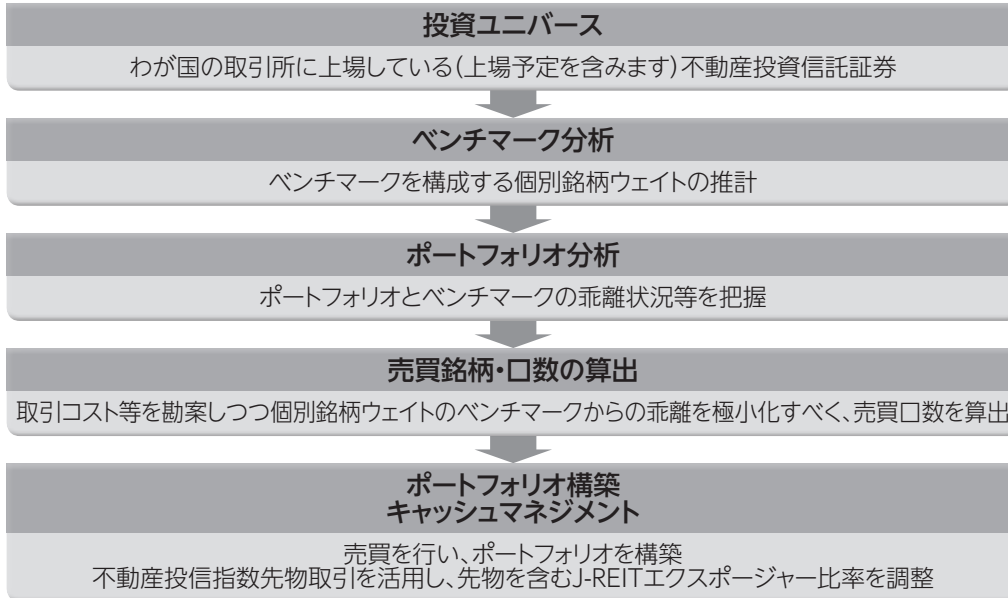 投資ユニバース
わが国の取引所に上場している(上場予定を含みます)不動産投資信託証券
ベンチマーク分析
ベンチマークを構成する個別銘柄ウェイトの推計
ポートフォリオ分析
ポートフォリオとベンチマークの乖離状況等を把握
売買銘柄・口数の算出
取引コスト等を勘案しつつ個別銘柄ウェイトのベンチマークからの乖離を極小化すべく、売買口数を算出
ポートフォリオ構築
キャッシュマネジメント
売買を行い、ポートフォリオを構築
不動産投信指数先物取引を活用し、先物を含むJ-REITエクスポージャー比率を調整